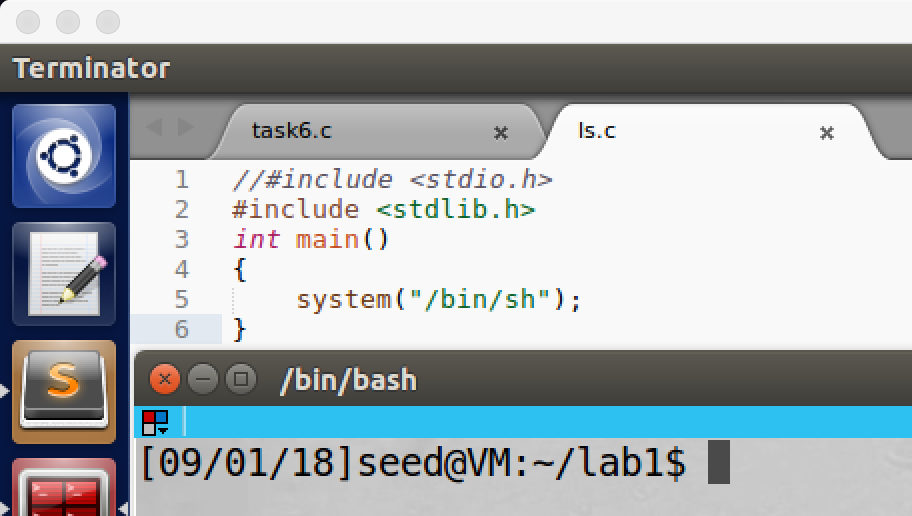 Terminator
task6.c × ls.c ×
1 //#include <stdio.h>
2 #include <stdlib.h>
3 int main()
4 {
5     system("/bin/sh");
6 }
/bin/bash
[09/01/18]seed@VM:~/lab1$